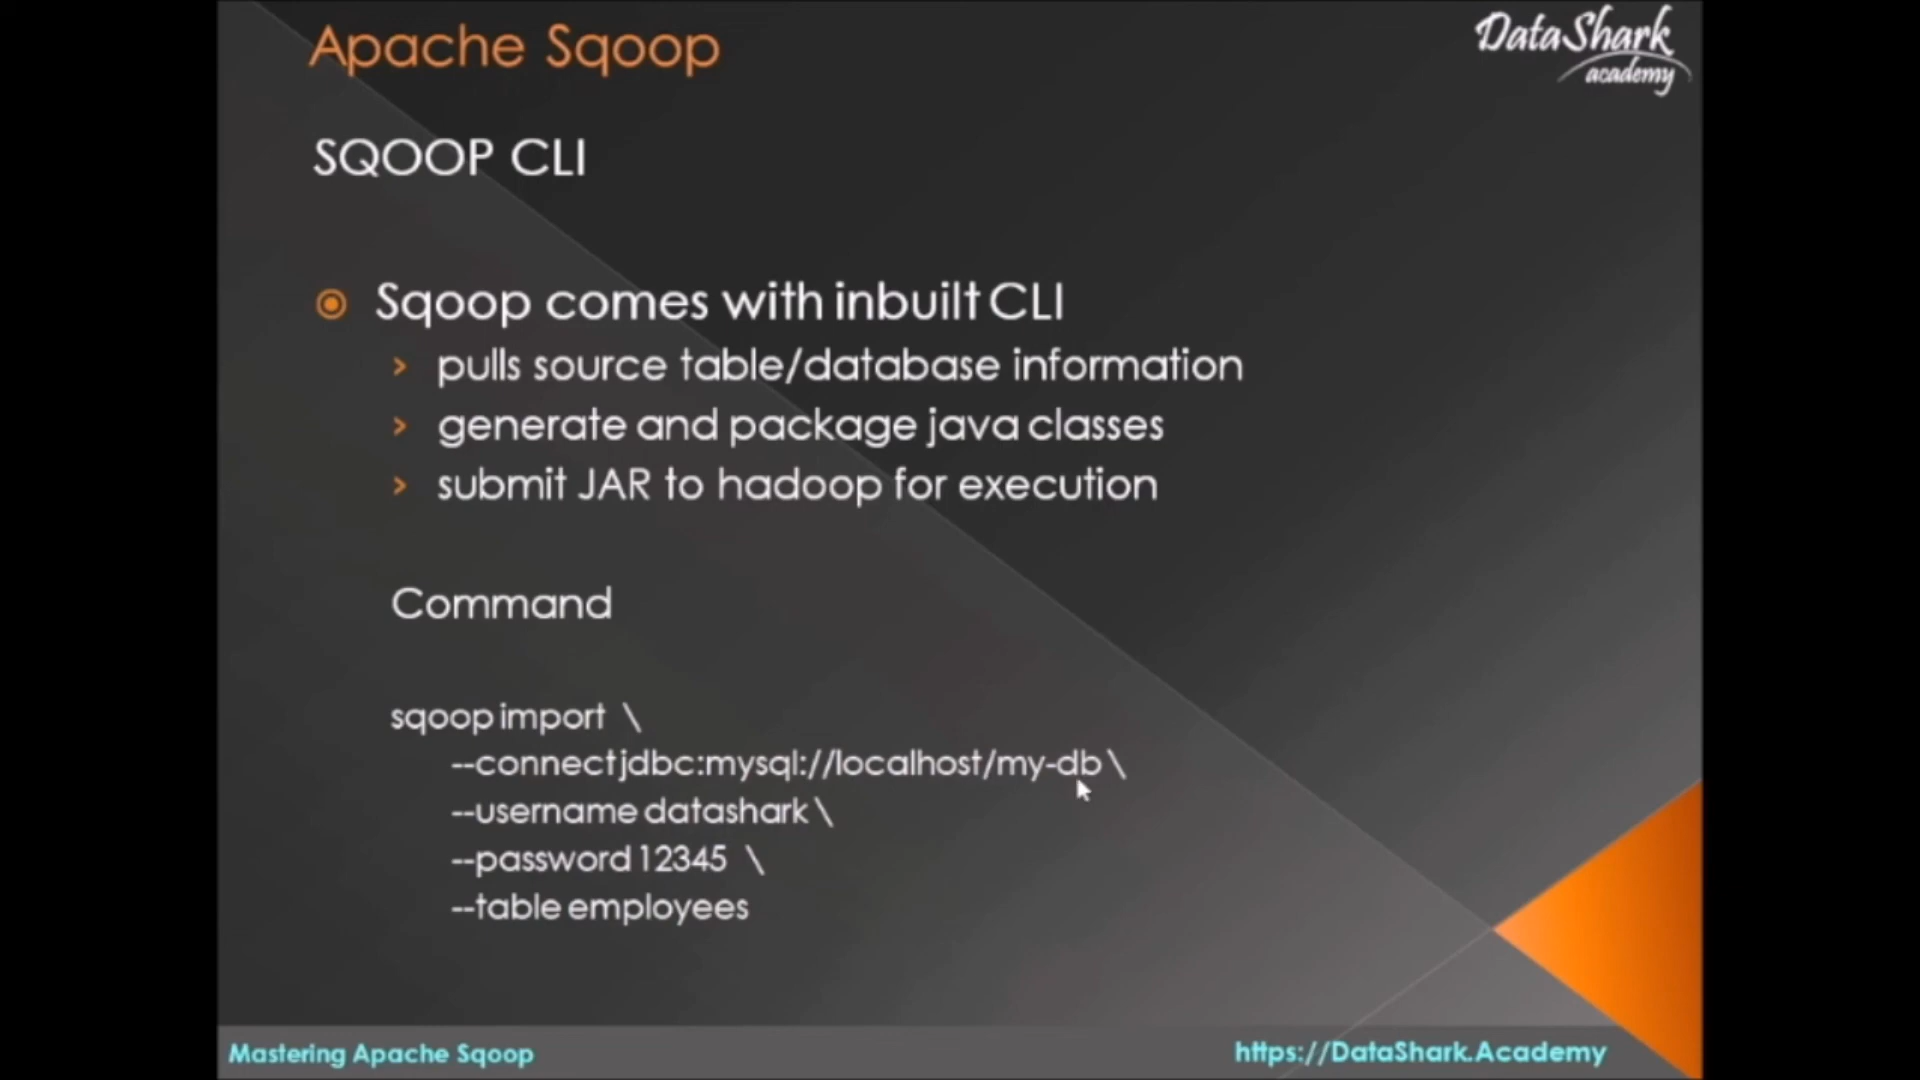 Apache Sqoop
DataShark
academy
SQOOP CLI
Sqoop comes with inbuilt CLI
> pulls source table/database information
> generate and package java classes
> submit JAR to hadoop for execution
Command
sqoop import \
--connect jdbc:mysql://localhost/my-db \
--username datashark \
--password 12345 \
--table employees
Mastering Apache Sqoop
https://DataShark.Academy